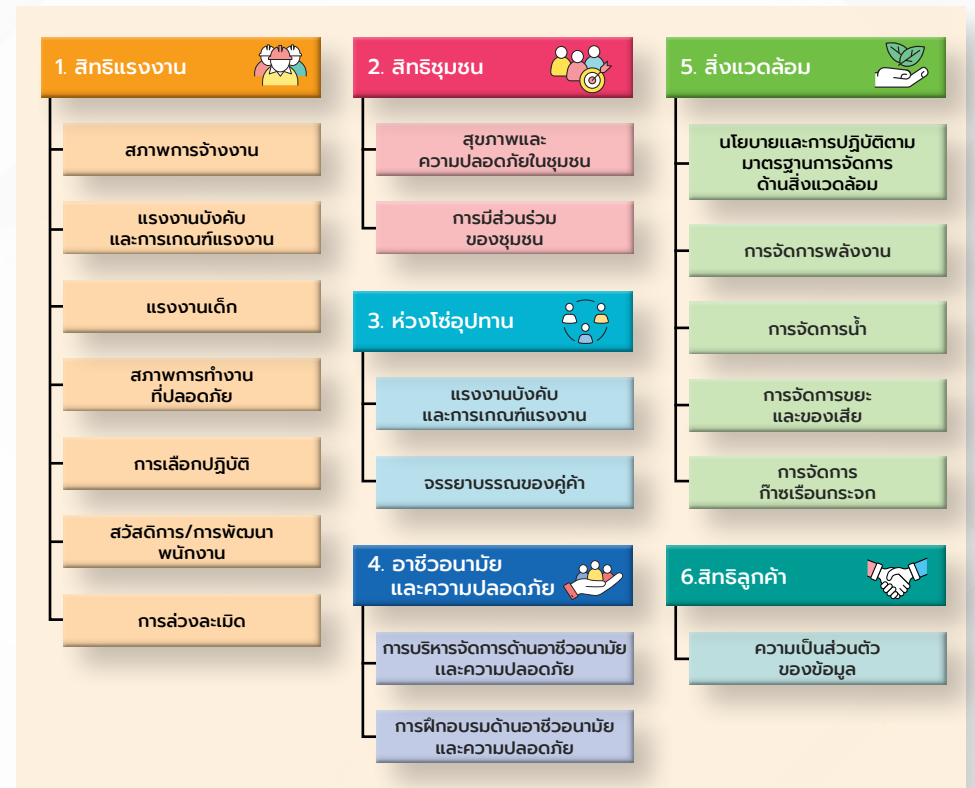 1. สิทธิแรงงาน
สภาพการจ้างงาน
แรงงานบังคับ
และการเกณฑ์แรงงาน
แรงงานเด็ก
สภาพการทำงาน
ที่ปลอดภัย
การเลือกปฏิบัติ
สวัสดิการ/การพัฒนา
พนักงาน
การล่วงละเมิด
2. สิทธิชุมชน
สุขภาพและ
ความปลอดภัยในชุมชน
การมีส่วนร่วม
ของชุมชน
3. ห่วงโซ่อุปทาน
แรงงานบังคับ
และการเกณฑ์แรงงาน
จรรยาบรรณของคู่ค้า
4. อาชีวอนามัย
และความปลอดภัย
การบริหารจัดการด้านอาชีวอนามัย
และความปลอดภัย
การฝึกอบรมด้านอาชีวอนามัย
และความปลอดภัย
5. สิ่งแวดล้อม
นโยบายและการปฏิบัติตาม
มาตรฐานการจัดการ
ด้านสิ่งแวดล้อม
การจัดการพลังงาน
การจัดการน้ำ
การจัดการขยะ
และของเสีย
การจัดการ
ก๊าซเรือนกระจก
6.สิทธิลูกค้า
ความเป็นส่วนตัว
ของข้อมูล